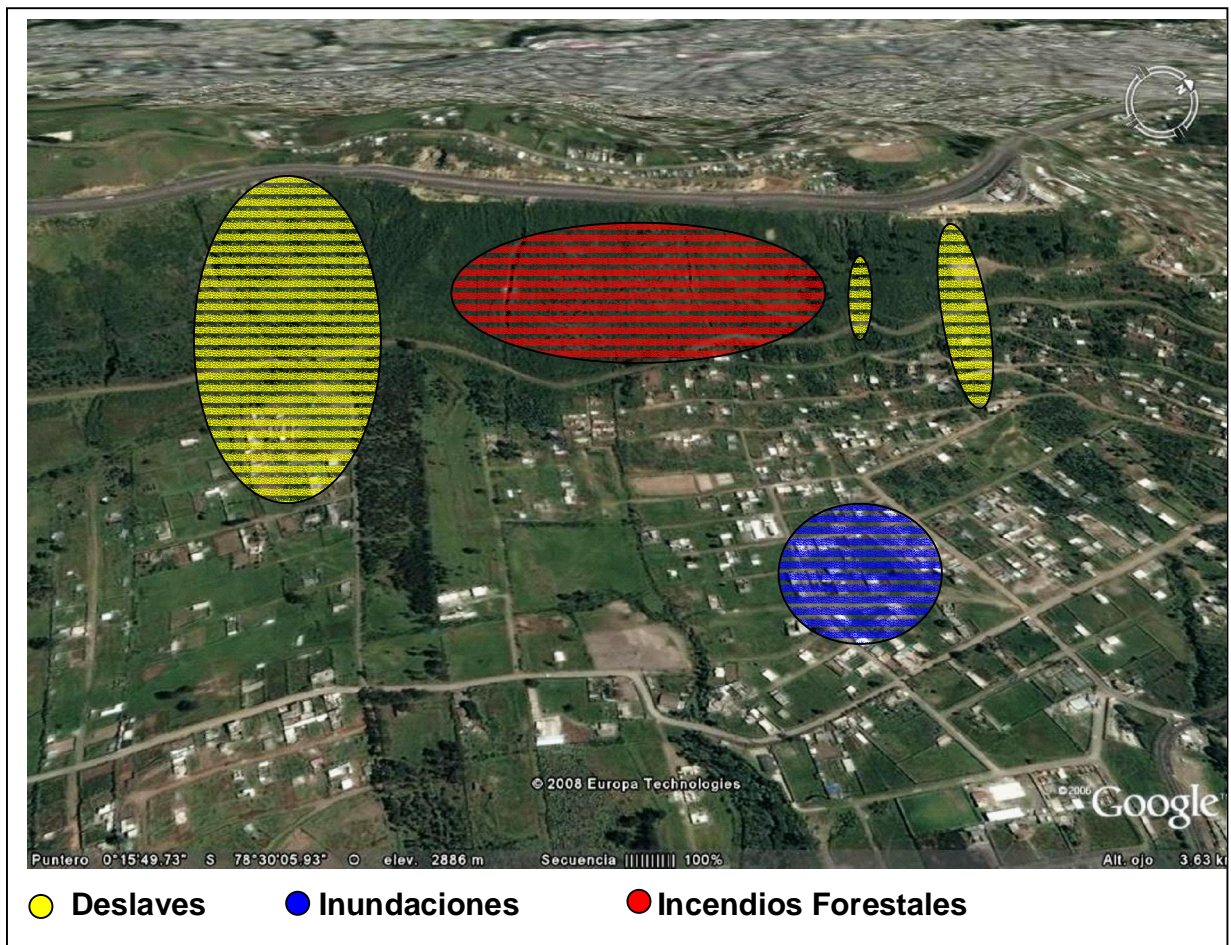 © 2008 Europa Technologies
©2006 Google
Puntero 0°15'49.73" S 78°30'05.93" O elev. 2886 m Secuencia |||||||||| 100% Alt. ojo 3.63 k
Deslaves Inundaciones Incendios Forestales